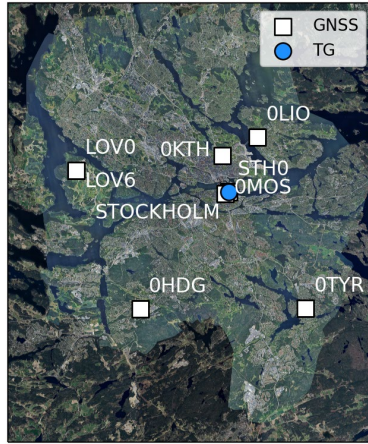 GNSS
TG
0LIO
LOV0
0KTH
STH0
LOV6
0MOS
STOCKHOLM
0HDG
0TYR